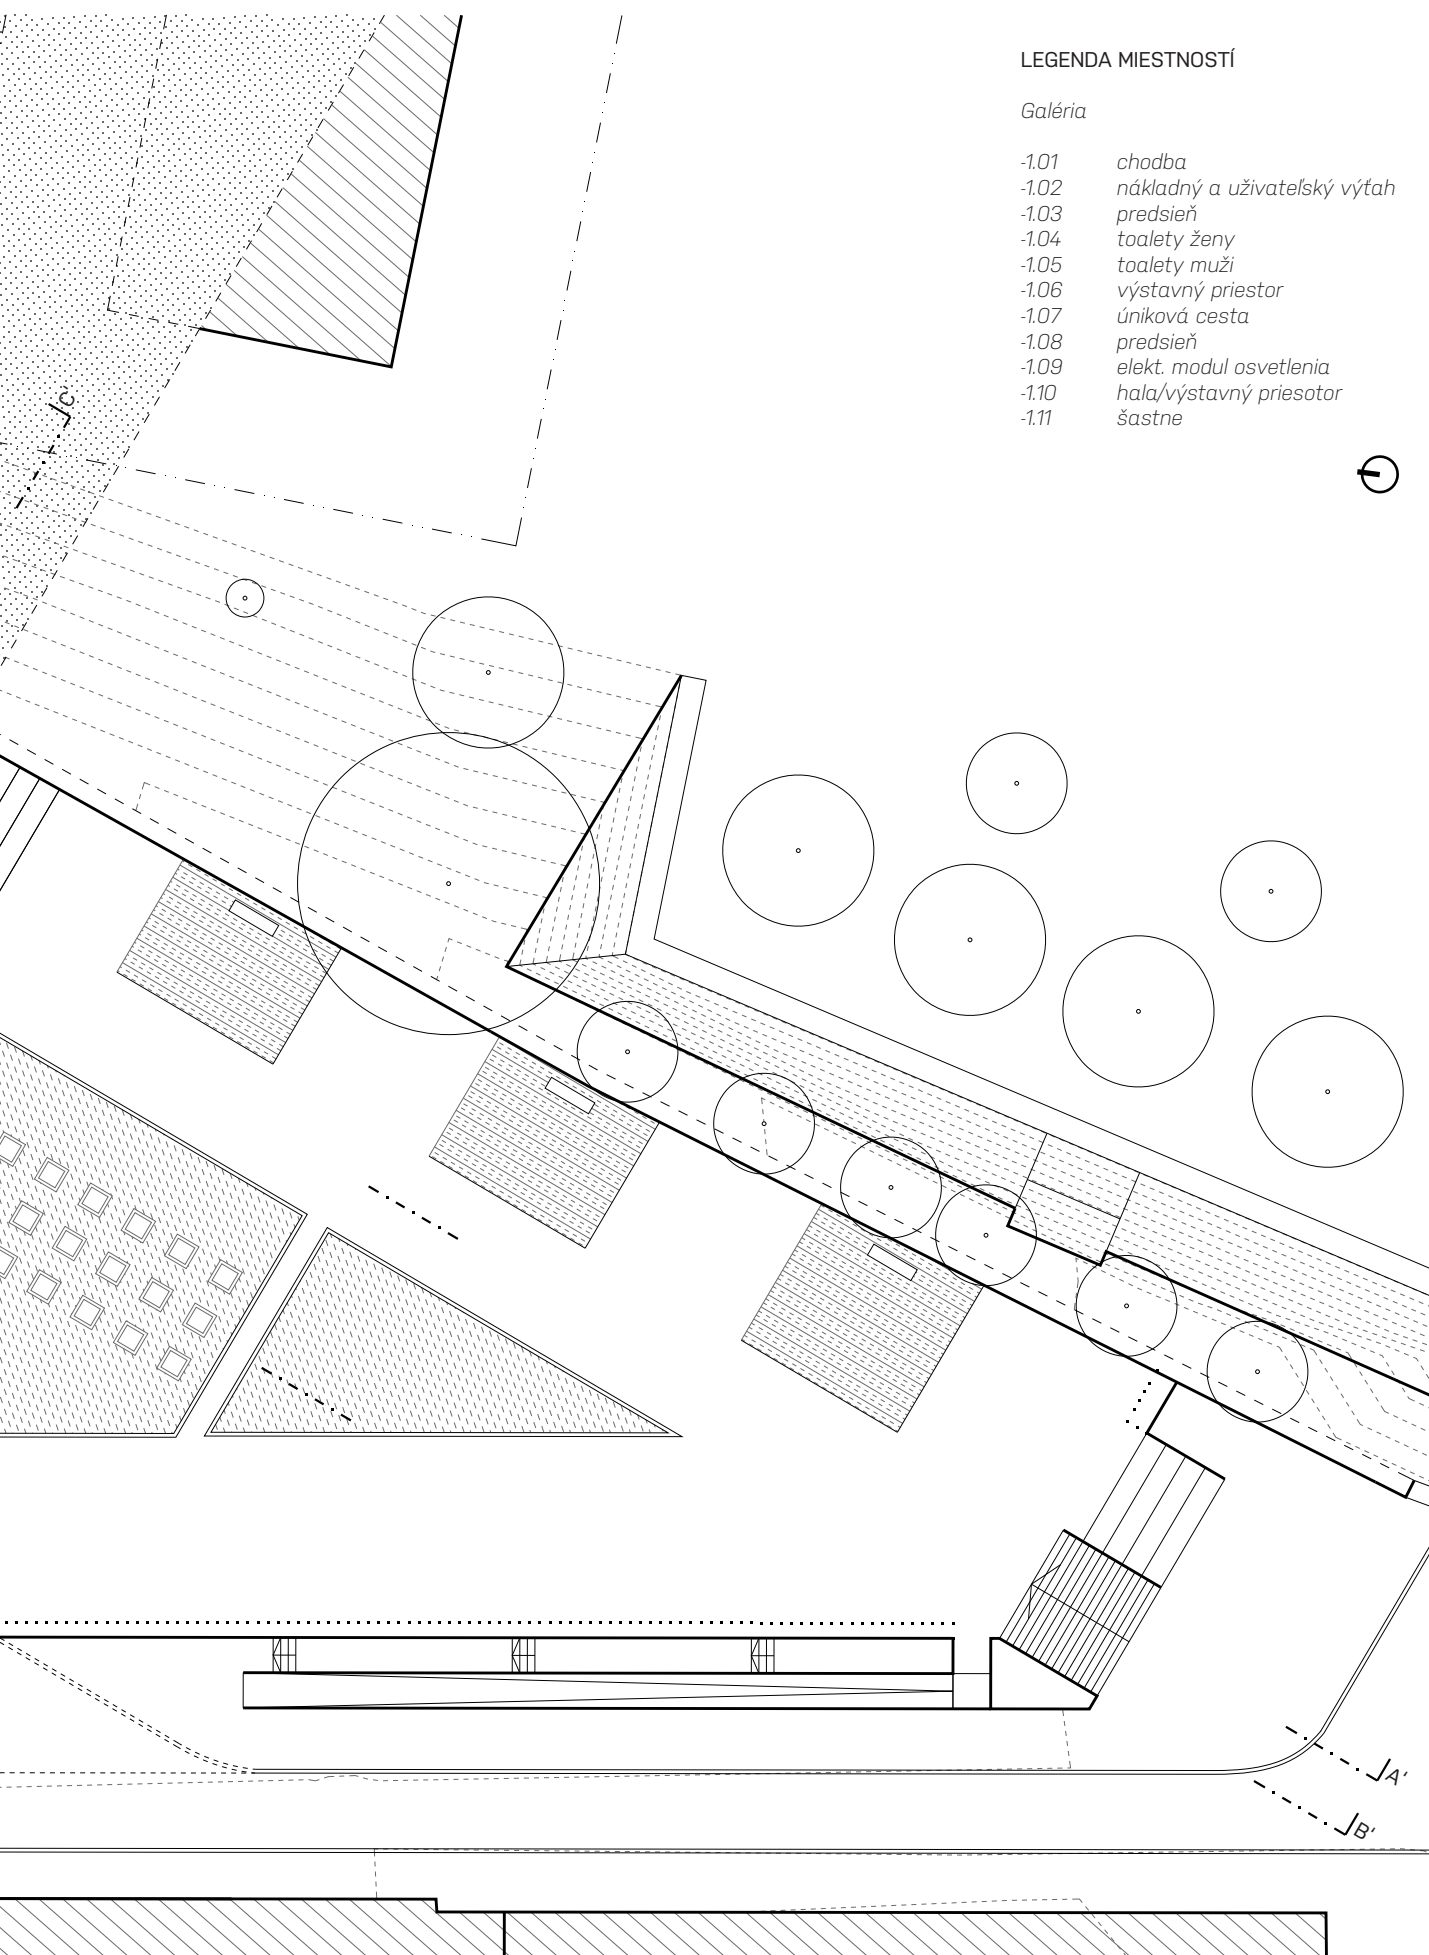 LEGENDA MIESTNOSTÍ
Galéria
-1.01 chodba
-1.02 nákladný a uživateľský výťah
-1.03 predsieň
-1.04 toalety ženy
-1.05 toalety muži
-1.06 výstavný priestor
-1.07 úniková cesta
-1.08 predsieň
-1.09 elekt. modul osvetlenia
-1.10 hala/výstavný priesotor
-1.11 šastne
C'
A'
B'